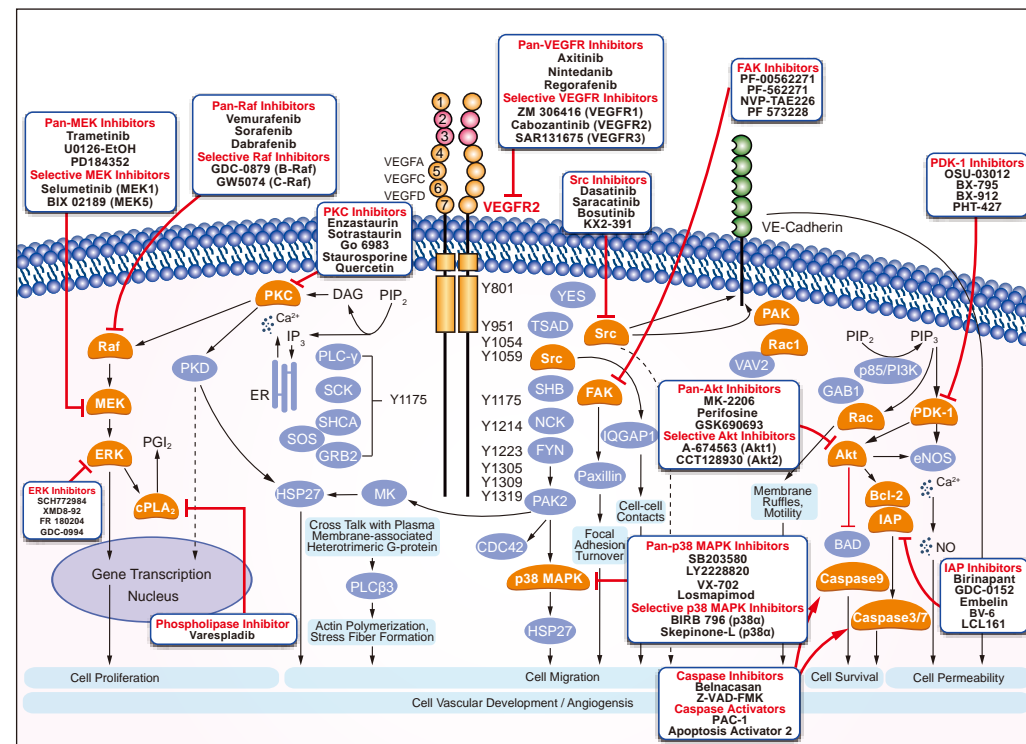 Pan-VEGFR Inhibitors
Axitinib
Nintedanib
Regorafenib
Selective VEGFR Inhibitors
ZM 306416 (VEGFR1)
Cabozantinib (VEGFR2)
SAR131675 (VEGFR3)
FAK Inhibitors
PF-00562271
PF-562271
NVP-TAE226
PF 573228
Pan-Raf Inhibitors
Vemurafenib
Sorafenib
Dabrafenib
Selective Raf Inhibitors
GDC-0879 (B-Raf)
GW5074 (C-Raf)
Pan-MEK Inhibitors
Trametinib
U0126-EtOH
PD184352
Selective MEK Inhibitors
Selumetinib (MEK1)
BIX 02189 (MEK5)
1
2
3
4
5
6
7
VEGFA
VEGFC
VEGFD
VEGFR2
Src Inhibitors
Dasatinib
Saracatinib
Bosutinib
KX2-391
PDK-1 Inhibitors
OSU-03012
BX-795
BX-912
PHT-427
PKC Inhibitors
Enzastaurin
Sotrastaurin
Go 6983
Staurosporine
Quercetin
VE-Cadherin
PKC
DAG
PIP2
Ca2+
IP3
ER
Raf
PKD
MEK
ERK
PGI2
cPLA2
ERK Inhibitors
SCH772984
XMD8-92
FR 180204
GDC-0994
PLC-γ
SCK
SHCA
SOS
GRB2
Y1175
HSP27
MK
Y801
Y951
Y1054
Y1059
Y1175
Y1214
Y1223
Y1305
Y1309
Y1319
YES
TSAD
Src
Src
SHB
NCK
FYN
PAK2
CDC42
p38 MAPK
HSP27
FAK
Paxillin
IQGAP1
Focal
Adhesion
Turnover
Cell-cell
Contacts
PAK
Rac1
VAV2
PIP2
PIP3
p85/PI3K
GAB1
Rac
PDK-1
Akt
eNOS
Ca2+
NO
Bcl-2
IAP
BAD
Caspase9
Caspase3/7
Membrane
Ruffles,
Motility
Pan-Akt Inhibitors
MK-2206
Perifosine
GSK690693
Selective Akt Inhibitors
A-674563 (Akt1)
CCT128930 (Akt2)
Cross Talk with Plasma
Membrane-associated
Heterotrimeric G-protein
PLCβ3
Actin Polymerization,
Stress Fiber Formation
Gene Transcription
Nucleus
Phospholipase Inhibitor
Varespladib
Pan-p38 MAPK Inhibitors
SB203580
LY2228820
VX-702
Losmapimod
Selective p38 MAPK Inhibitors
BIRB 796 (p38α)
Skepinone-L (p38α)
IAP Inhibitors
Birinapant
GDC-0152
Embelin
BV-6
LCL161
Caspase Inhibitors
Belnacasan
Z-VAD-FMK
Caspase Activators
PAC-1
Apoptosis Activator 2
Cell Proliferation
Cell Migration
Cell Survival
Cell Permeability
Cell Vascular Development / Angiogenesis